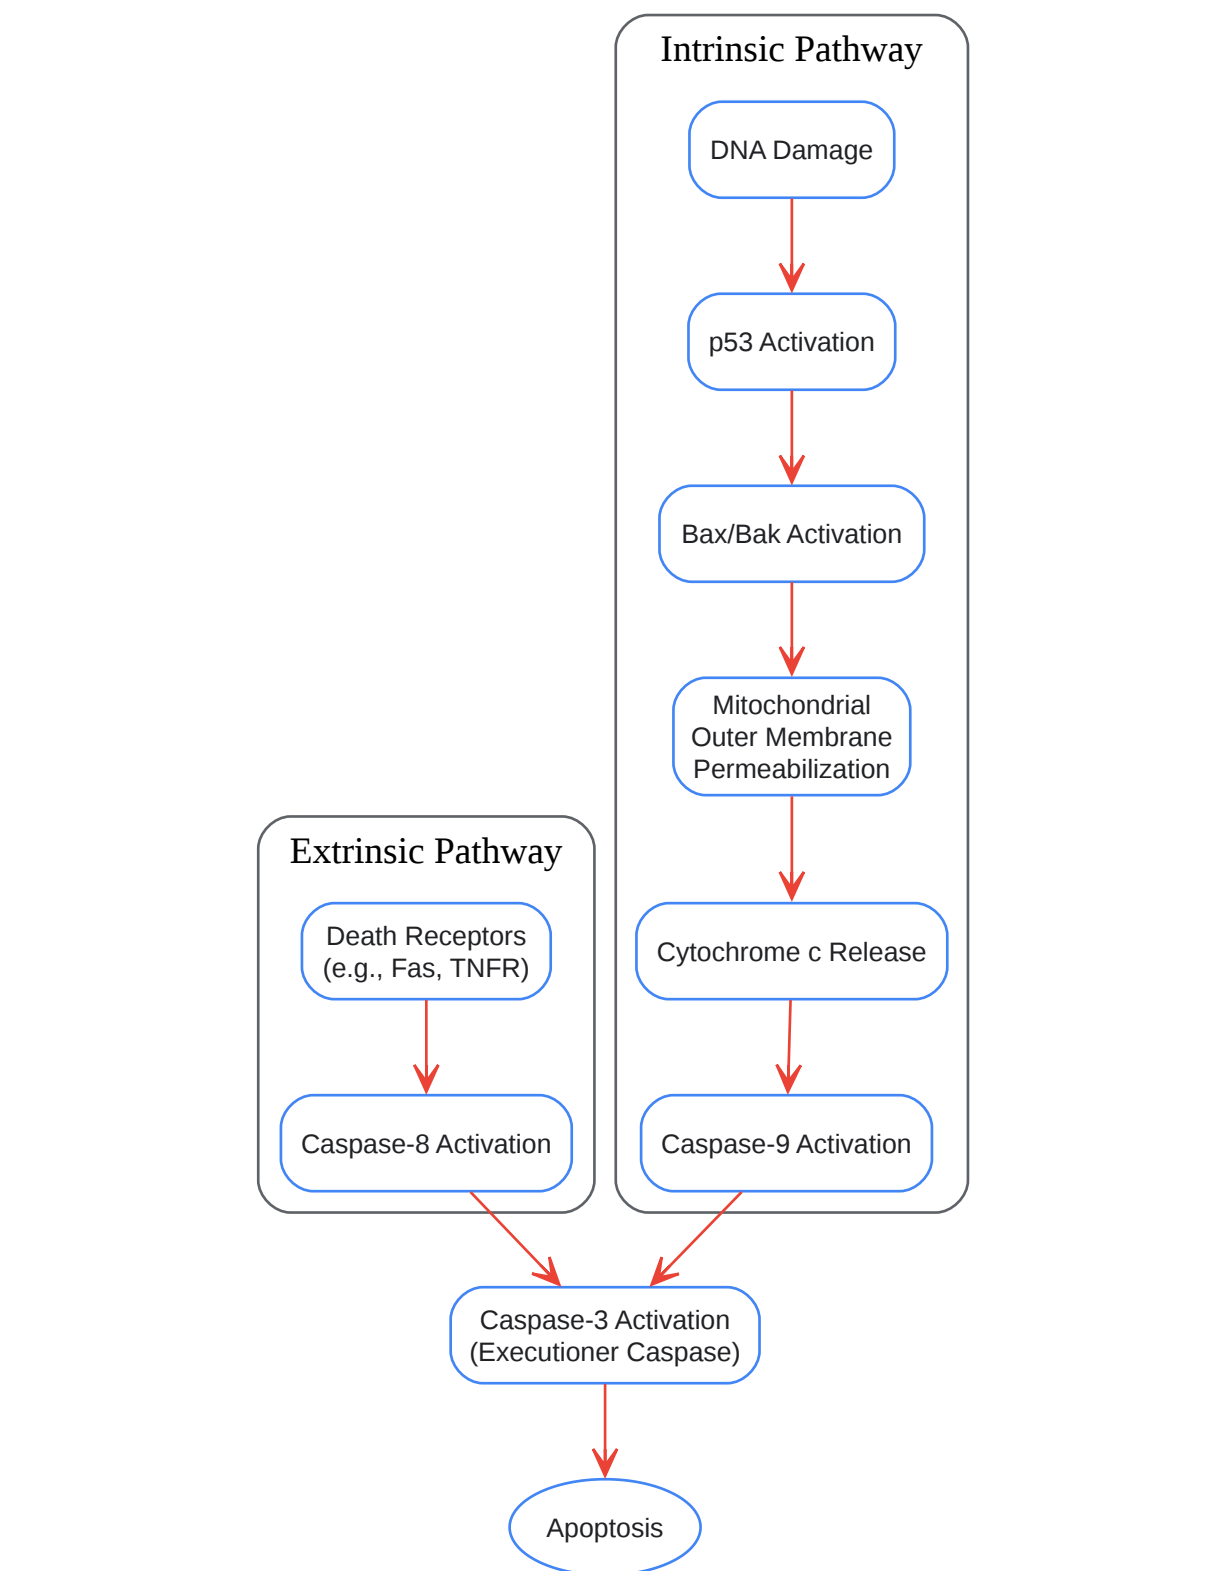 Intrinsic Pathway
DNA Damage
p53 Activation
Bax/Bak Activation
Mitochondrial
Outer Membrane
Permeabilization
Cytochrome c Release
Caspase-9 Activation
Extrinsic Pathway
Death Receptors
(e.g., Fas, TNFR)
Caspase-8 Activation
Caspase-3 Activation
(Executioner Caspase)
Apoptosis